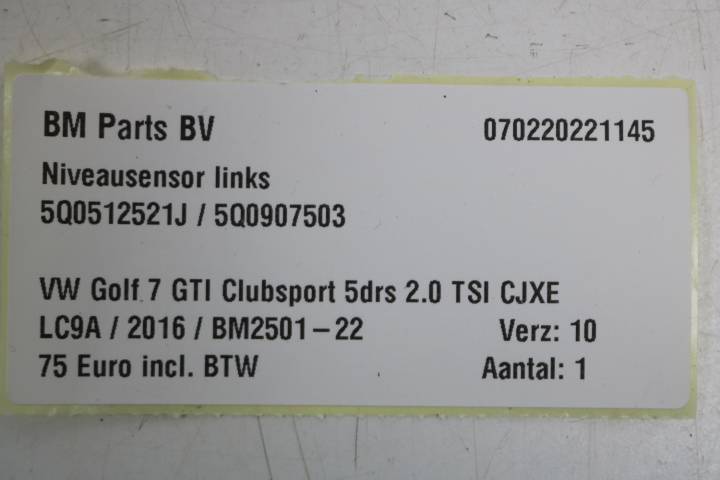 BM Parts BV 070220221145
Niveausensor links
5Q0512521J / 5Q0907503
VW Golf 7 GTI Clubsport 5drs 2.0 TSI CJXE
LC9A / 2016 / BM2501-22 Verz: 10
75 Euro incl. BTW Aantal: 1